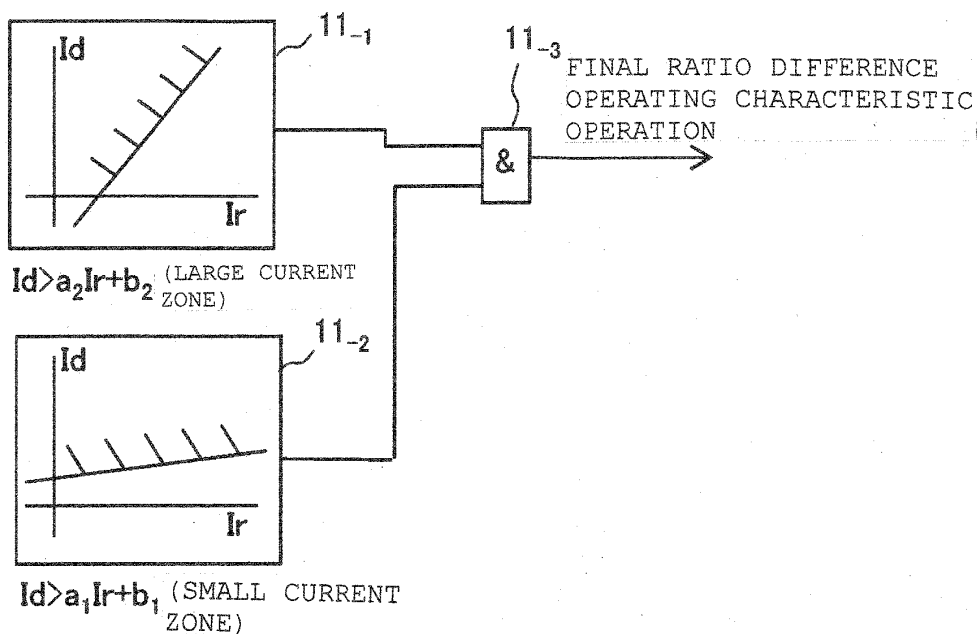 11₋₁
Id
Ir
Id>a₂Ir+b₂ (LARGE CURRENT
ZONE)
11₋₃
&
FINAL RATIO DIFFERENCE
OPERATING CHARACTERISTIC
OPERATION
11₋₂
Id
Ir
Id>a₁Ir+b₁ (SMALL CURRENT
ZONE)